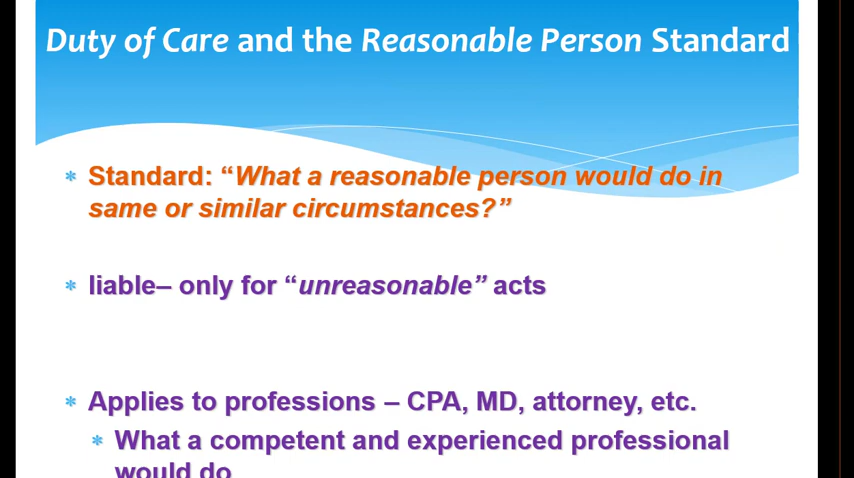 Duty of Care and the Reasonable Person Standard
* Standard: “What a reasonable person would do in
same or similar circumstances?”
* liable– only for “unreasonable” acts
* Applies to professions – CPA, MD, attorney, etc.
* What a competent and experienced professional
would do